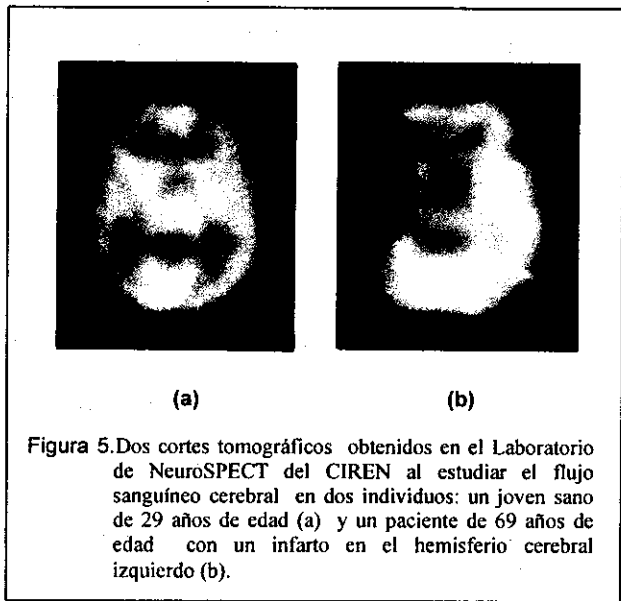 (a) (b)
Figura 5.Dos cortes tomográficos obtenidos en el Laboratorio
de NeuroSPECT del CIREN al estudiar el flujo
sanguíneo cerebral en dos individuos: un joven sano
de 29 años de edad (a) y un paciente de 69 años de
edad con un infarto en el hemisferio cerebral
izquierdo (b).